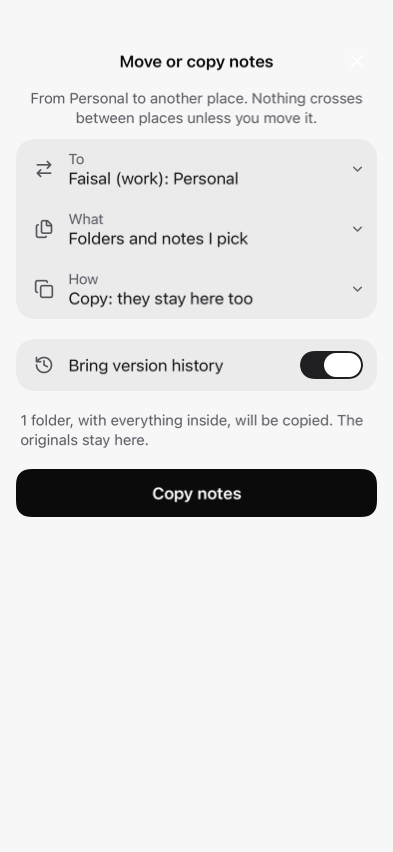 Move or copy notes
From Personal to another place. Nothing crosses
between places unless you move it.
To
Faisal (work): Personal
What
Folders and notes I pick
How
Copy: they stay here too
Bring version history
1 folder, with everything inside, will be copied. The
originals stay here.
Copy notes